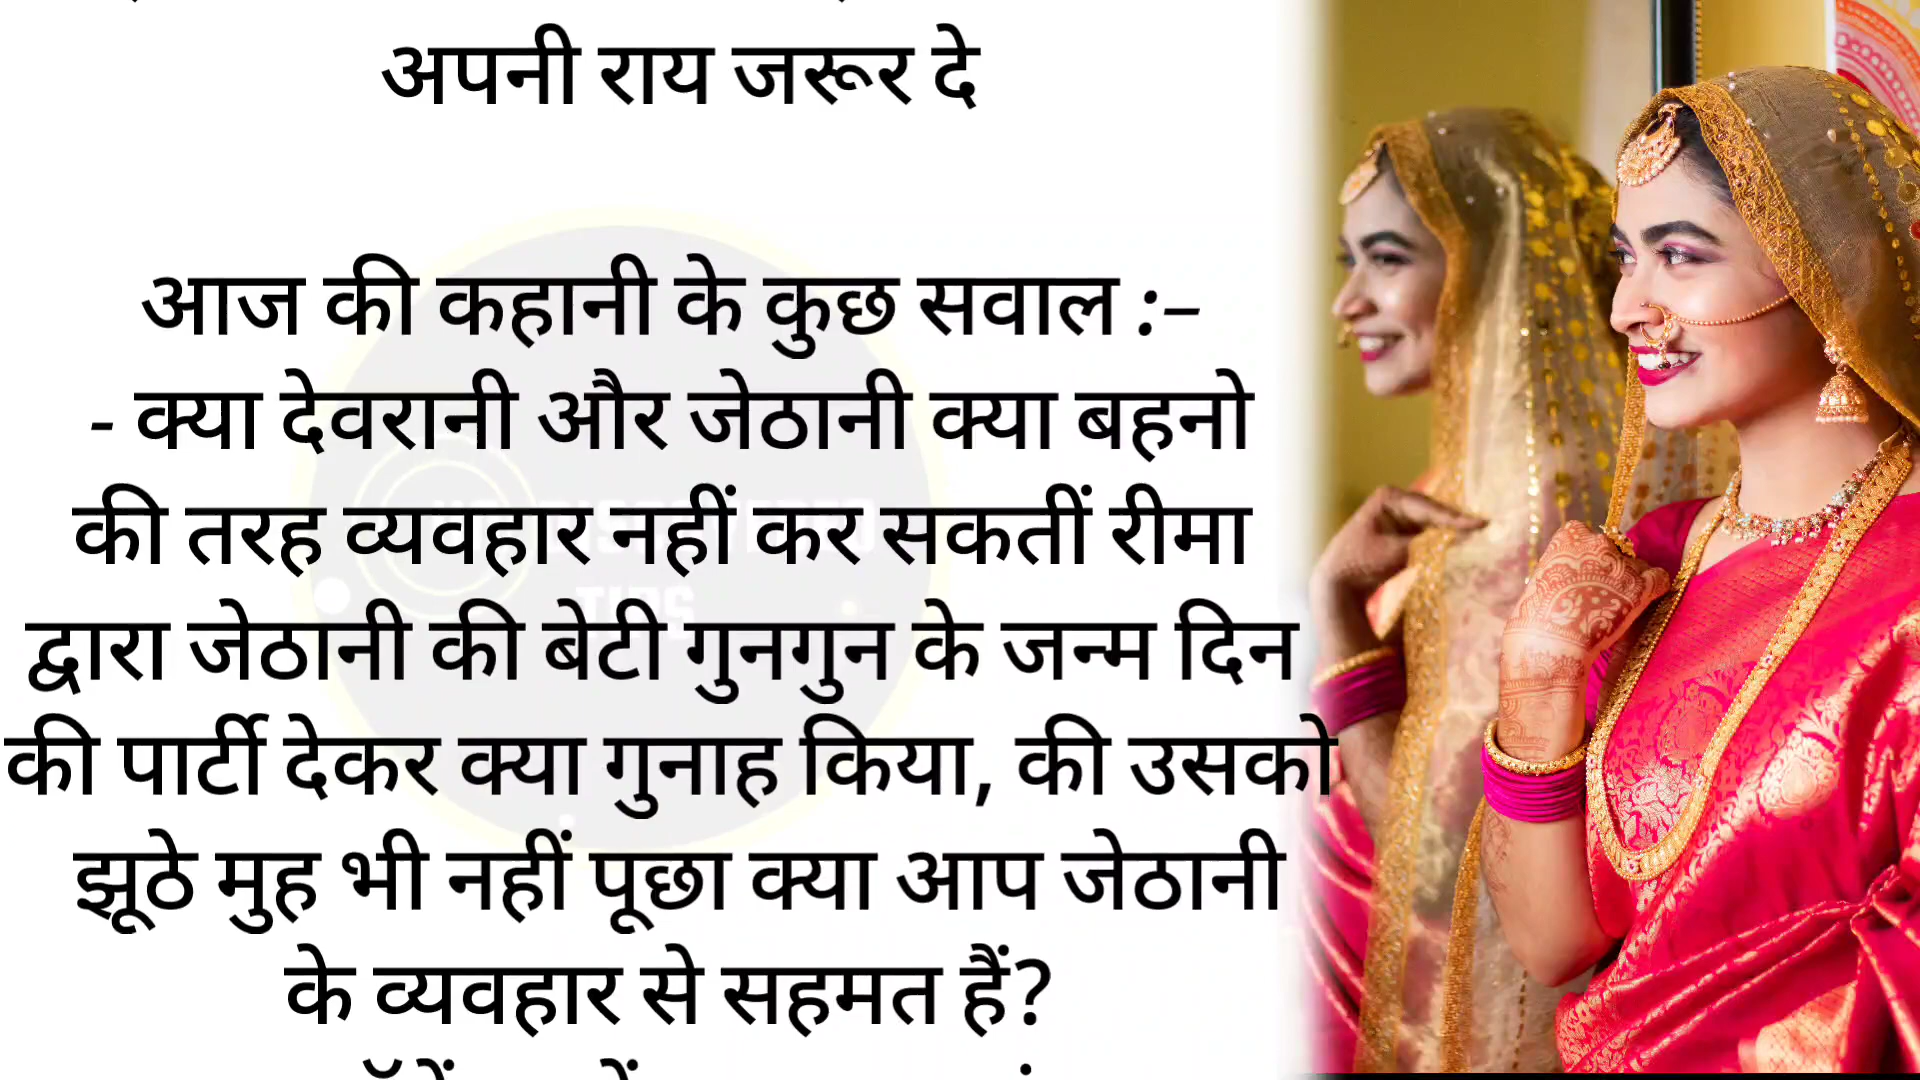 अपनी राय जरूर दे
आज की कहानी के कुछ सवाल :–
- क्या देवरानी और जेठानी क्या बहनो
की तरह व्यवहार नहीं कर सकतीं रीमा
द्वारा जेठानी की बेटी गुनगुन के जन्म दिन
की पार्टी देकर क्या गुनाह किया, की उसको
झूठे मुह भी नहीं पूछा क्या आप जेठानी
के व्यवहार से सहमत हैं?